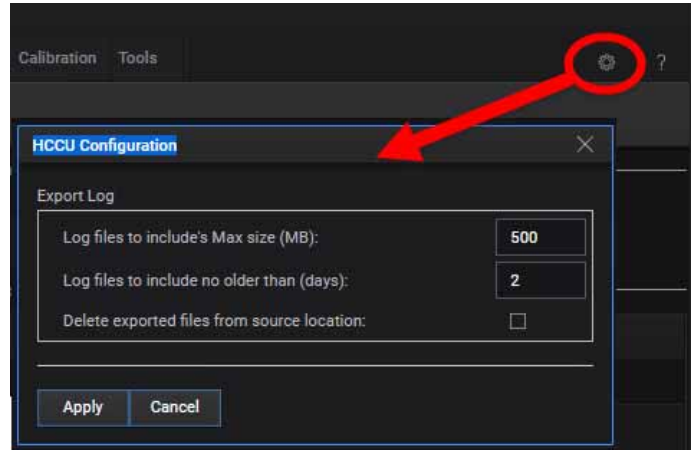 Calibration Tools ?
HCCU Configuration
Export Log
Log files to include's Max size (MB): 500
Log files to include no older than (days): 2
Delete exported files from source location:
Apply Cancel